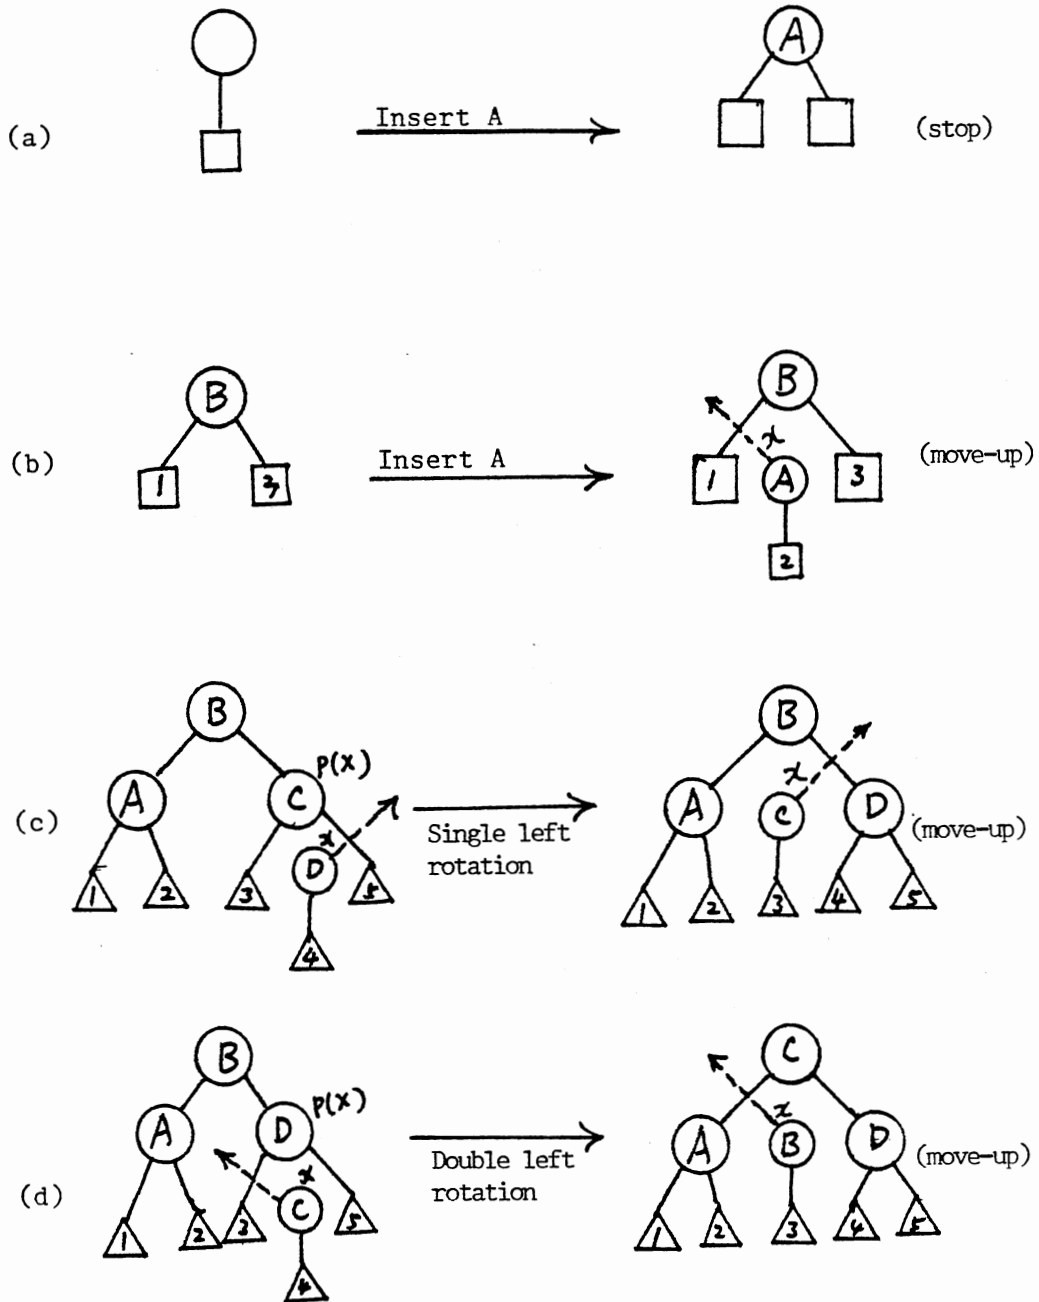 A
(a) Insert A (stop)
B B
x
(b) 1 3 Insert A 1 A 3 (move-up)
2
B B
p(x) x
(c) A C A C D (move-up)
Single left
rotation
x
D
1 2 3 5 1 2 3 4 5
4
B C
p(x) x
A D A B D (move-up)
Double left
rotation
(d) x
C
1 2 3 5 1 2 3 4 5
4